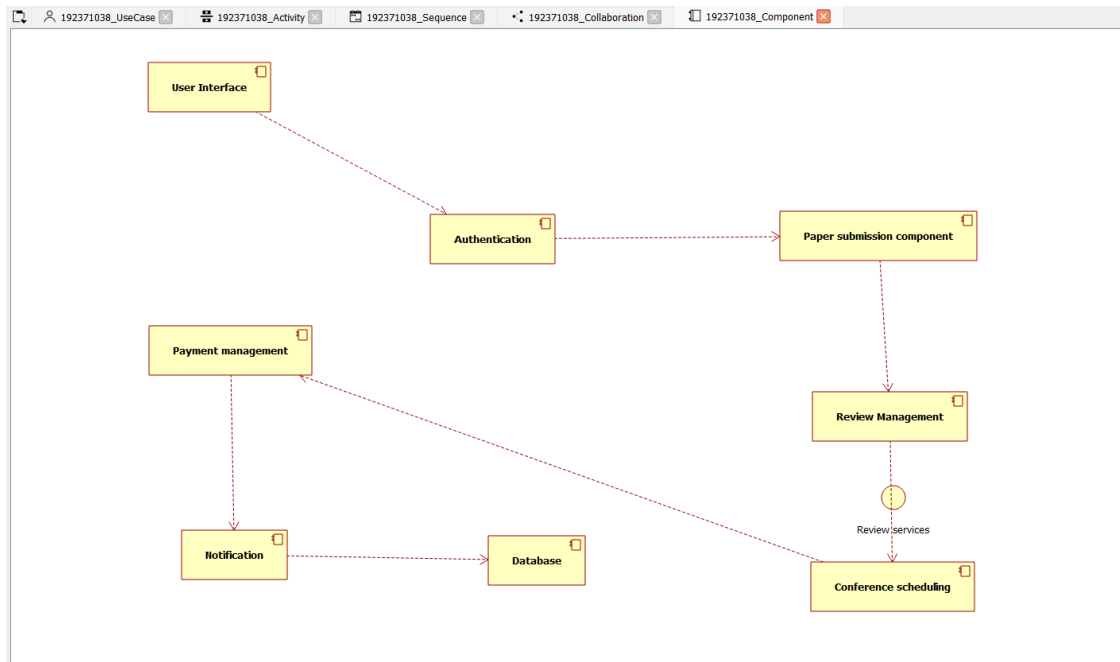 192371038_UseCase
192371038_Activity
192371038_Sequence
192371038_Collaboration
192371038_Component
User Interface
Authentication
Paper submission component
Payment management
Review Management
Review services
Notification
Database
Conference scheduling